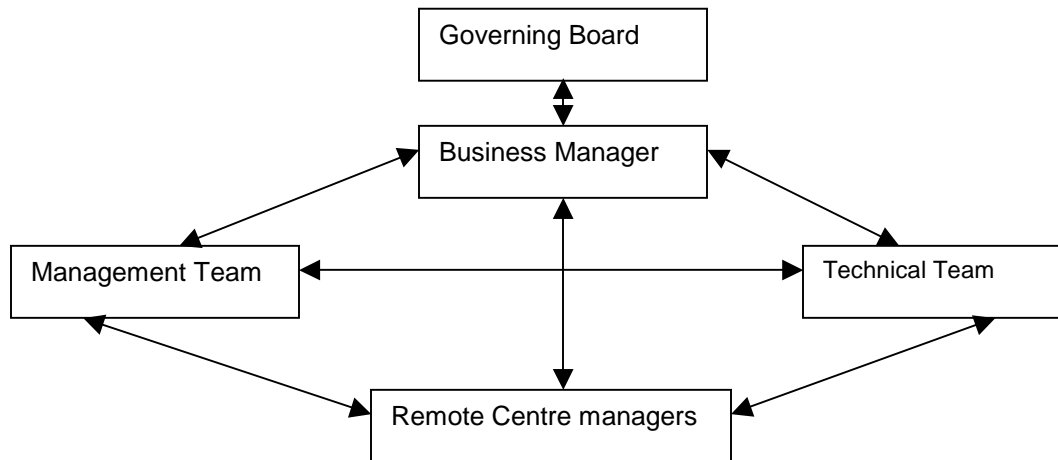 Governing Board
Business Manager
Management Team
Technical Team
Remote Centre managers